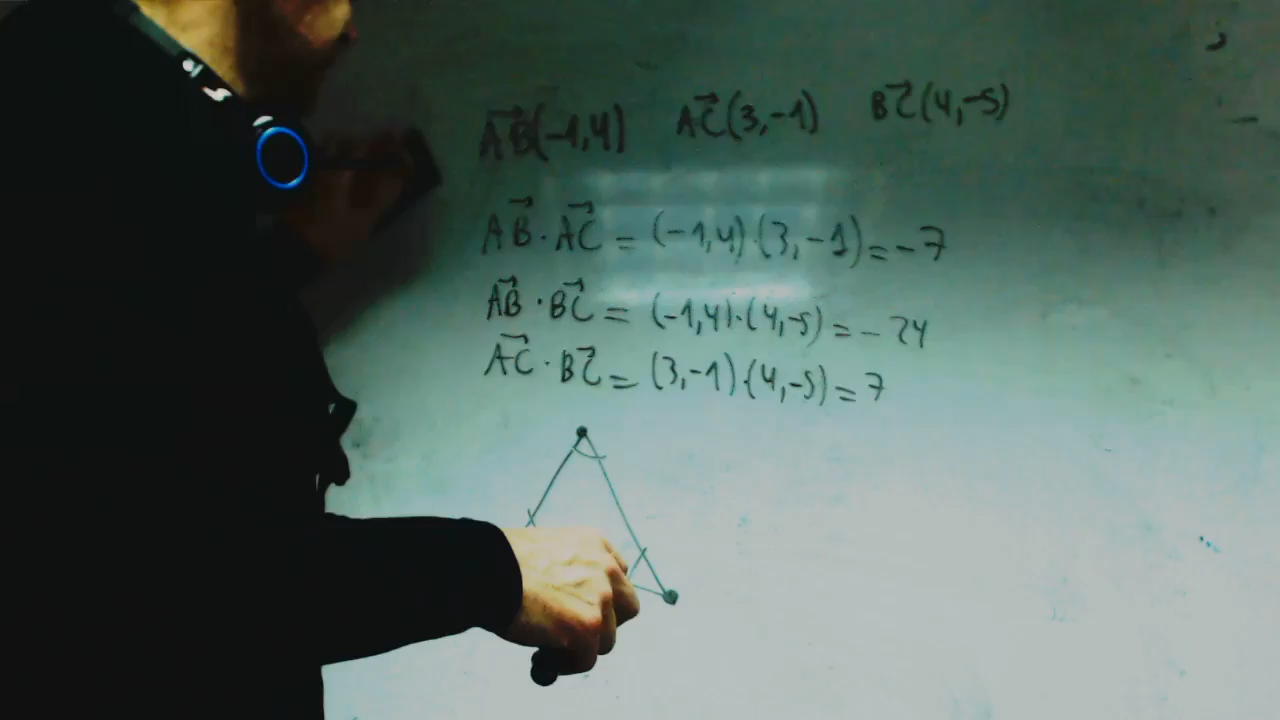 AB⃗(-1,4) AC⃗(3,-1) BC⃗(4,-5)
AB⃗ · AC⃗ = (-1,4)·(3,-1) = -7
AB⃗ · BC⃗ = (-1,4)·(4,-5) = -24
AC⃗ · BC⃗ = (3,-1)·(4,-5) = 7